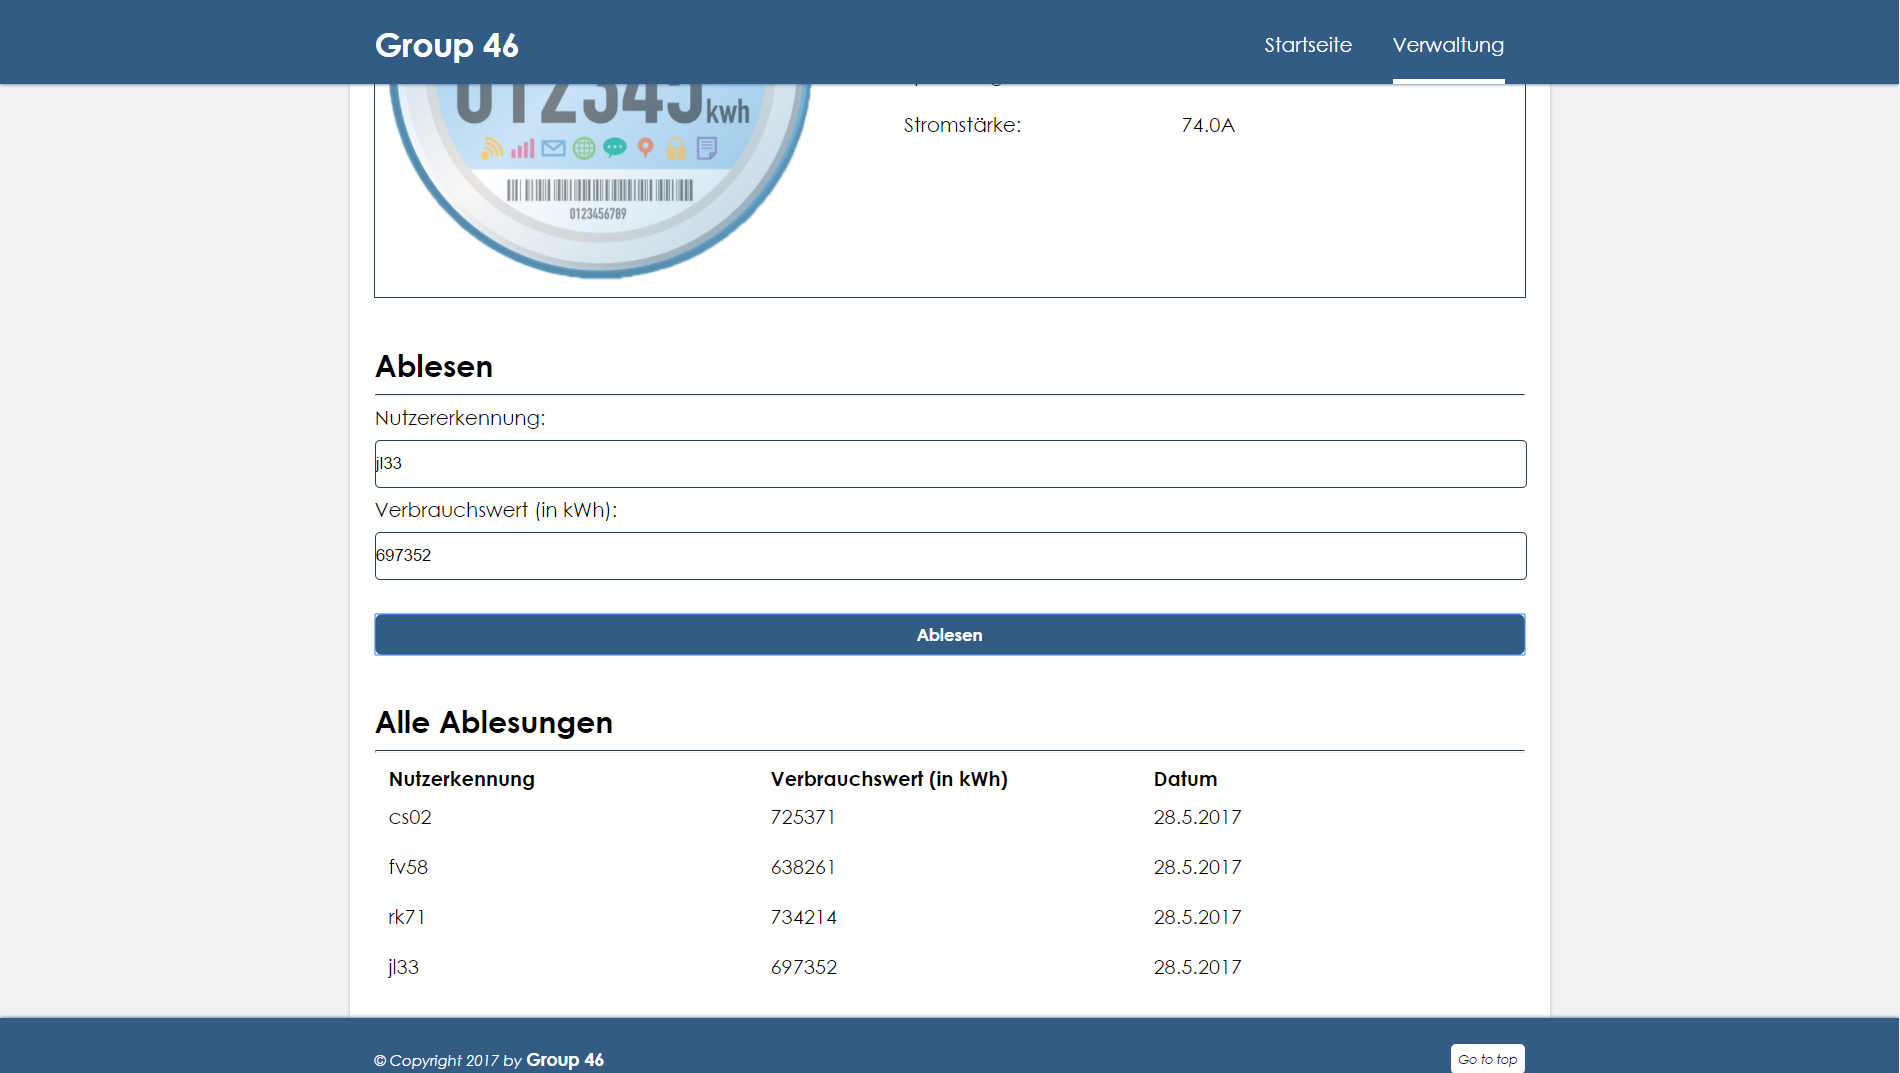 Group 46
Startseite
Verwaltung
012345kwh
Stromstärke: 74.0A
0123456789
Ablesen
Nutzererkennung:
jl33
Verbrauchswert (in kWh):
697352
Ablesen
Alle Ablesungen
Nutzerkennung Verbrauchswert (in kWh) Datum
cs02 725371 28.5.2017
fv58 638261 28.5.2017
rk71 734214 28.5.2017
jl33 697352 28.5.2017
© Copyright 2017 by Group 46
Go to top